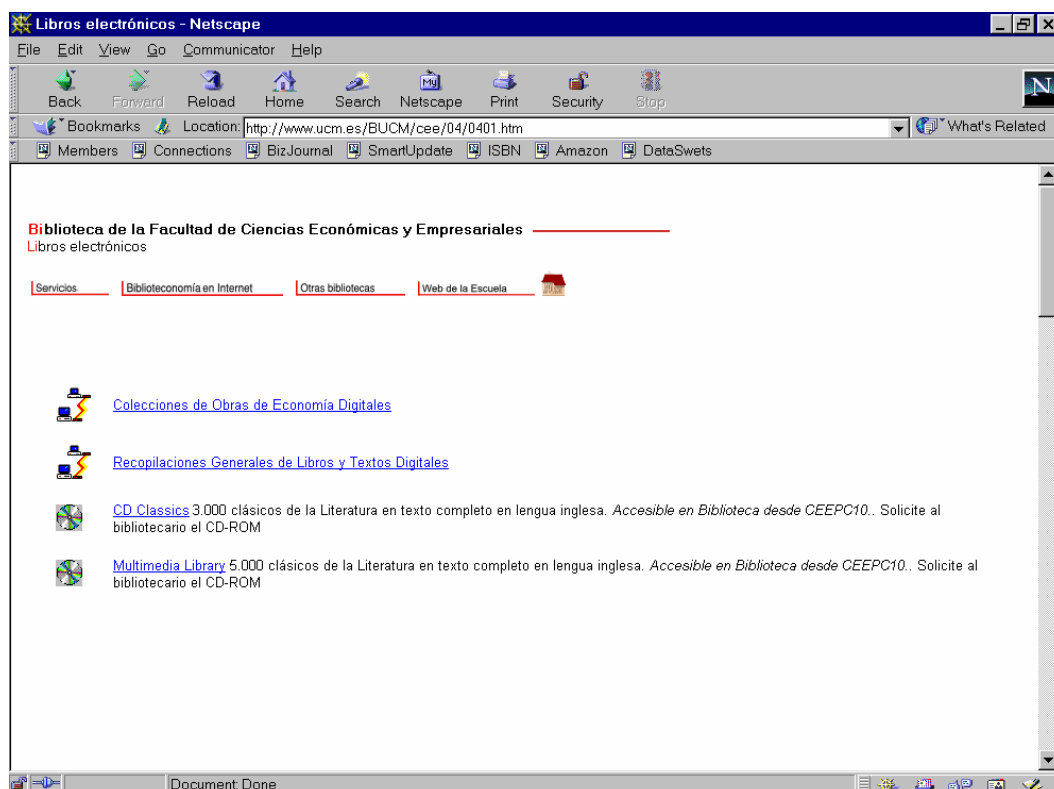 Libros electrónicos - Netscape
File Edit View Go Communicator Help
My
Back Forward Reload Home Search Netscape Print Security Stop
N
Bookmarks Location: http://www.ucm.es/BUCM/cee/04/0401.htm What's Related
Members Connections BizJournal SmartUpdate ISBN Amazon DataSwets
Biblioteca de la Facultad de Ciencias Económicas y Empresariales
Libros electrónicos
Servicios Biblioteconomía en Internet Otras bibliotecas Web de la Escuela
Colecciones de Obras de Economía Digitales
Recopilaciones Generales de Libros y Textos Digitales
CD Classics 3.000 clásicos de la Literatura en texto completo en lengua inglesa. Accesible en Biblioteca desde CEEPC10.. Solicite al
bibliotecario el CD-ROM
Multimedia Library 5.000 clásicos de la Literatura en texto completo en lengua inglesa. Accesible en Biblioteca desde CEEPC10.. Solicite al
bibliotecario el CD-ROM
Document: Done